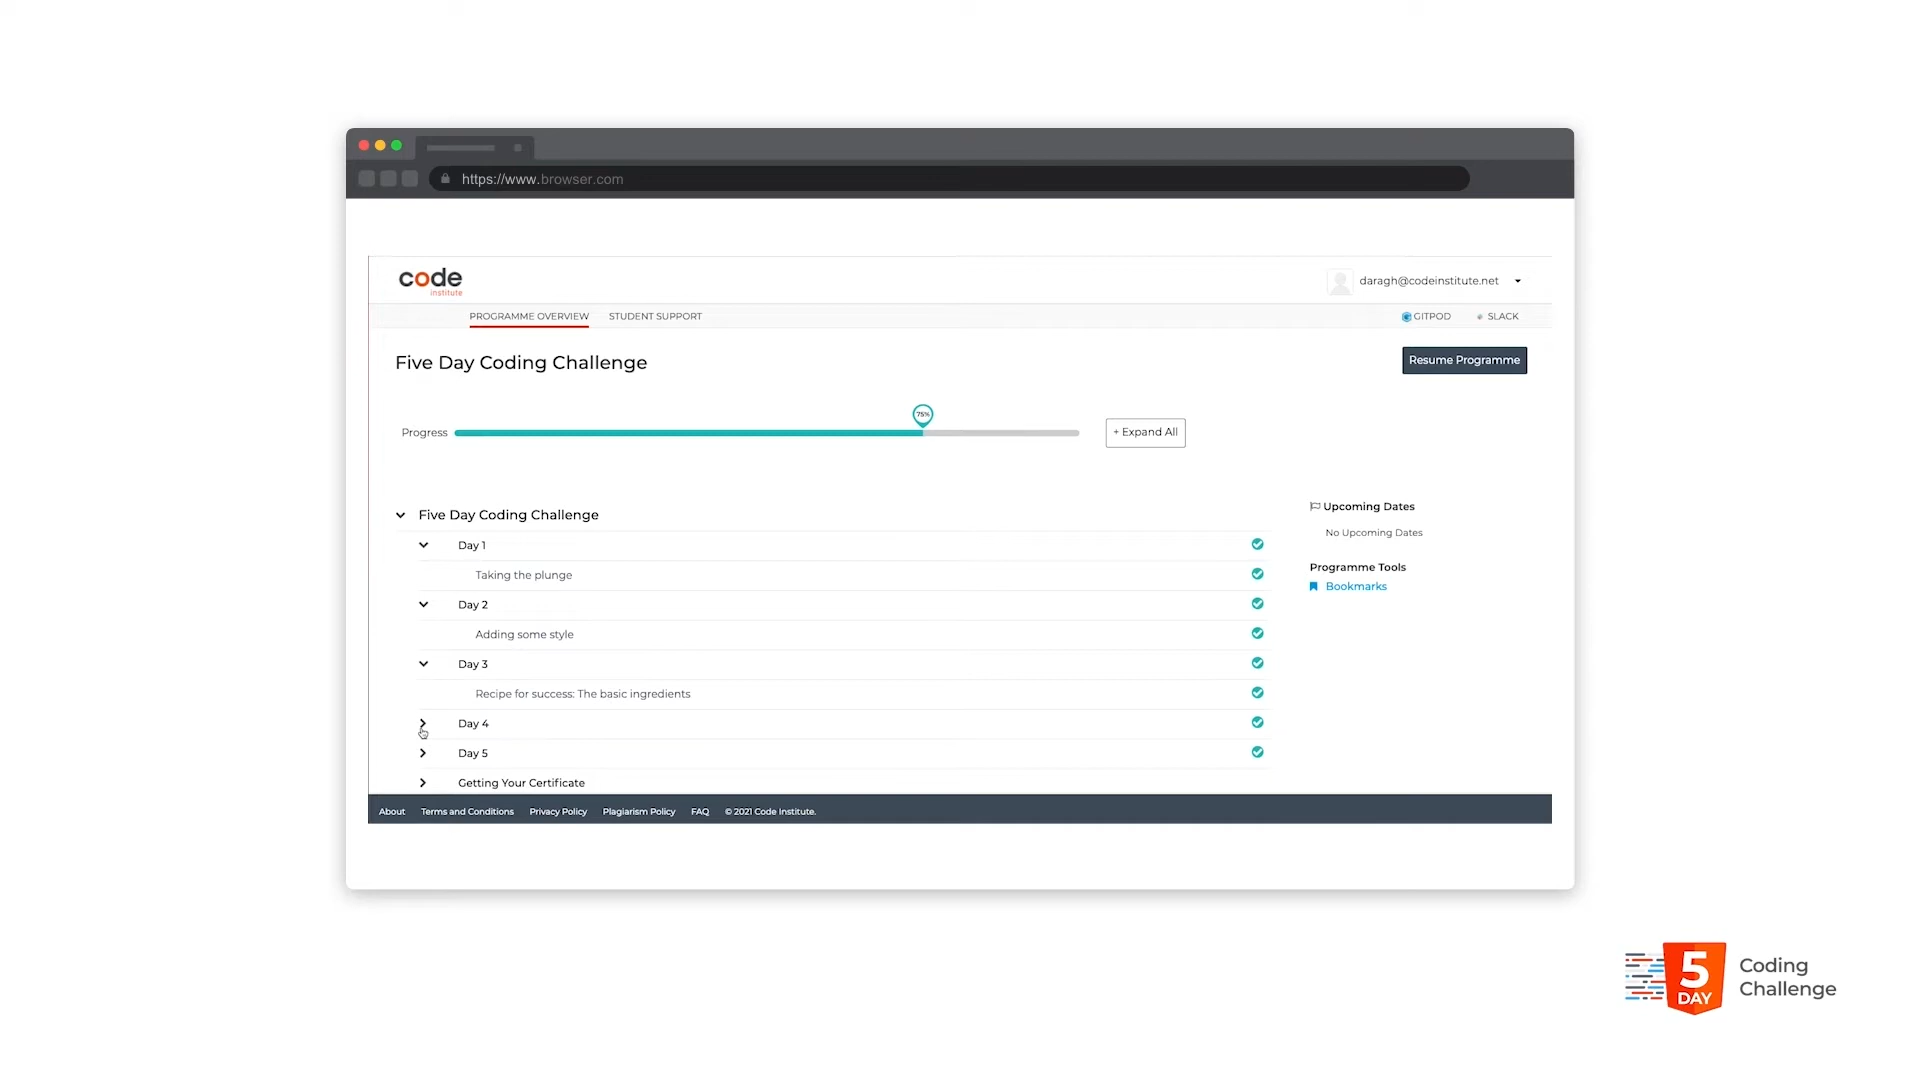 https://www.browser.com
code
institute
daragh@codeinstitute.net
PROGRAMME OVERVIEW STUDENT SUPPORT GITPOD SLACK
Five Day Coding Challenge Resume Programme
75%
Progress + Expand All
Five Day Coding Challenge
Day 1
Taking the plunge
Day 2
Adding some style
Day 3
Recipe for success: The basic ingredients
Day 4
Day 5
Getting Your Certificate
Upcoming Dates
No Upcoming Dates
Programme Tools
Bookmarks
About Terms and Conditions Privacy Policy Plagiarism Policy FAQ © 2021 Code Institute.
5
DAY
Coding
Challenge